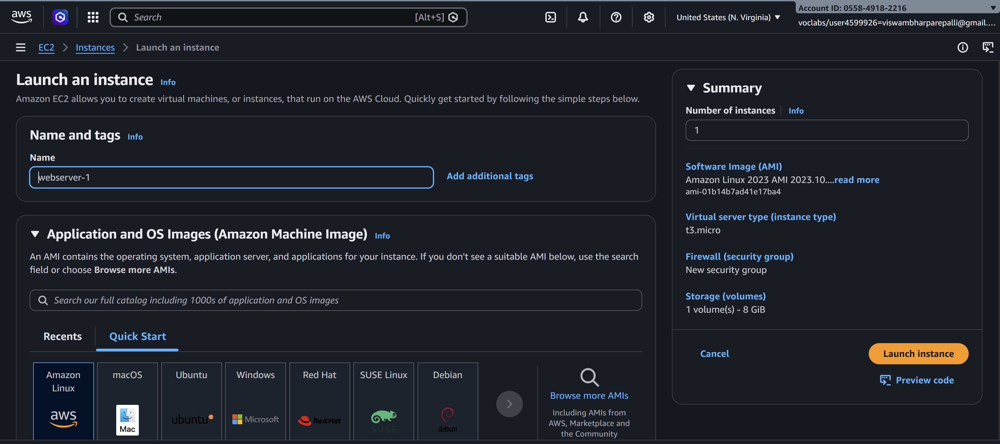 aws
Search
[Alt+S]
United States (N. Virginia)
Account ID: 0558-4918-2216
voclabs/user4599926=viswambharparepalli@gmail....
EC2
Instances
Launch an instance
Launch an instance Info
Amazon EC2 allows you to create virtual machines, or instances, that run on the AWS Cloud. Quickly get started by following the simple steps below.
Name and tags Info
Name
webserver-1
Add additional tags
Application and OS Images (Amazon Machine Image) Info
An AMI contains the operating system, application server, and applications for your instance. If you don't see a suitable AMI below, use the search
field or choose Browse more AMIs.
Search our full catalog including 1000s of application and OS images
Recents
Quick Start
Amazon
Linux
aws
macOS
Mac
Ubuntu
ubuntu
Windows
Microsoft
Red Hat
Red Hat
SUSE Linux
SUSE
Debian
debian
Browse more AMIs
Including AMIs from
AWS, Marketplace and
the Community
Summary
Number of instances Info
1
Software Image (AMI)
Amazon Linux 2023 AMI 2023.10....read more
ami-01b14b7ad41e17ba4
Virtual server type (instance type)
t3.micro
Firewall (security group)
New security group
Storage (volumes)
1 volume(s) - 8 GiB
Cancel
Launch instance
Preview code